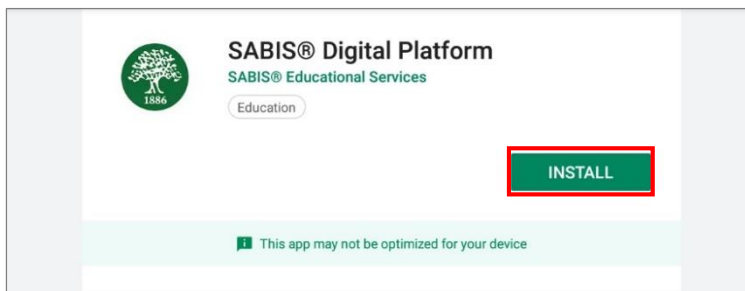 SABIS® Digital Platform
SABIS® Educational Services
1886
Education
INSTALL
This app may not be optimized for your device